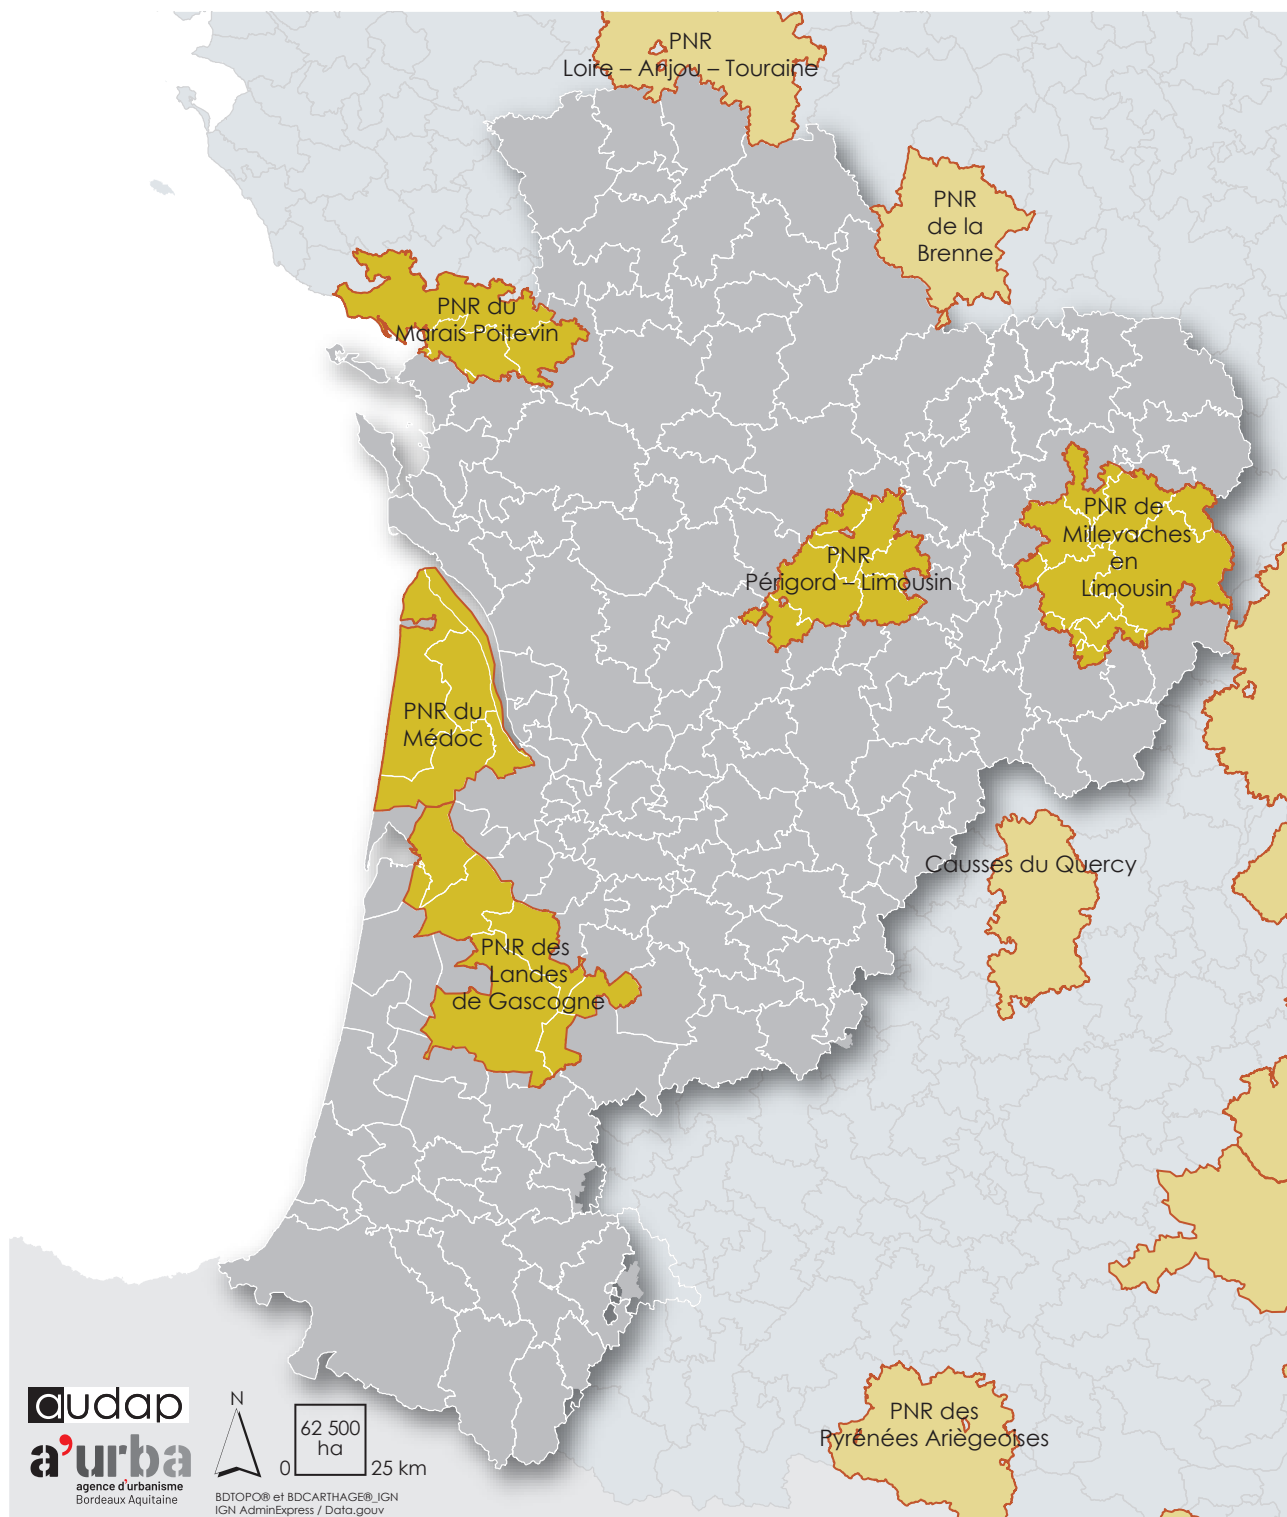 PNR
Loire – Anjou – Touraine
PNR
de la
Brenne
PNR du
Marais Poitevin
PNR de
Millevaches
en
Limousin
PNR
Périgord – Limousin
PNR du
Médoc
Causses du Quercy
PNR des
Landes
de Gascogne
PNR des
Pyrénées Ariègeoises
audap
a'urba
agence d'urbanisme
Bordeaux Aquitaine
N
62 500
ha
0
25 km
BDTOPO® et BDCARTHAGE®_IGN
IGN AdminExpress / Data.gouv